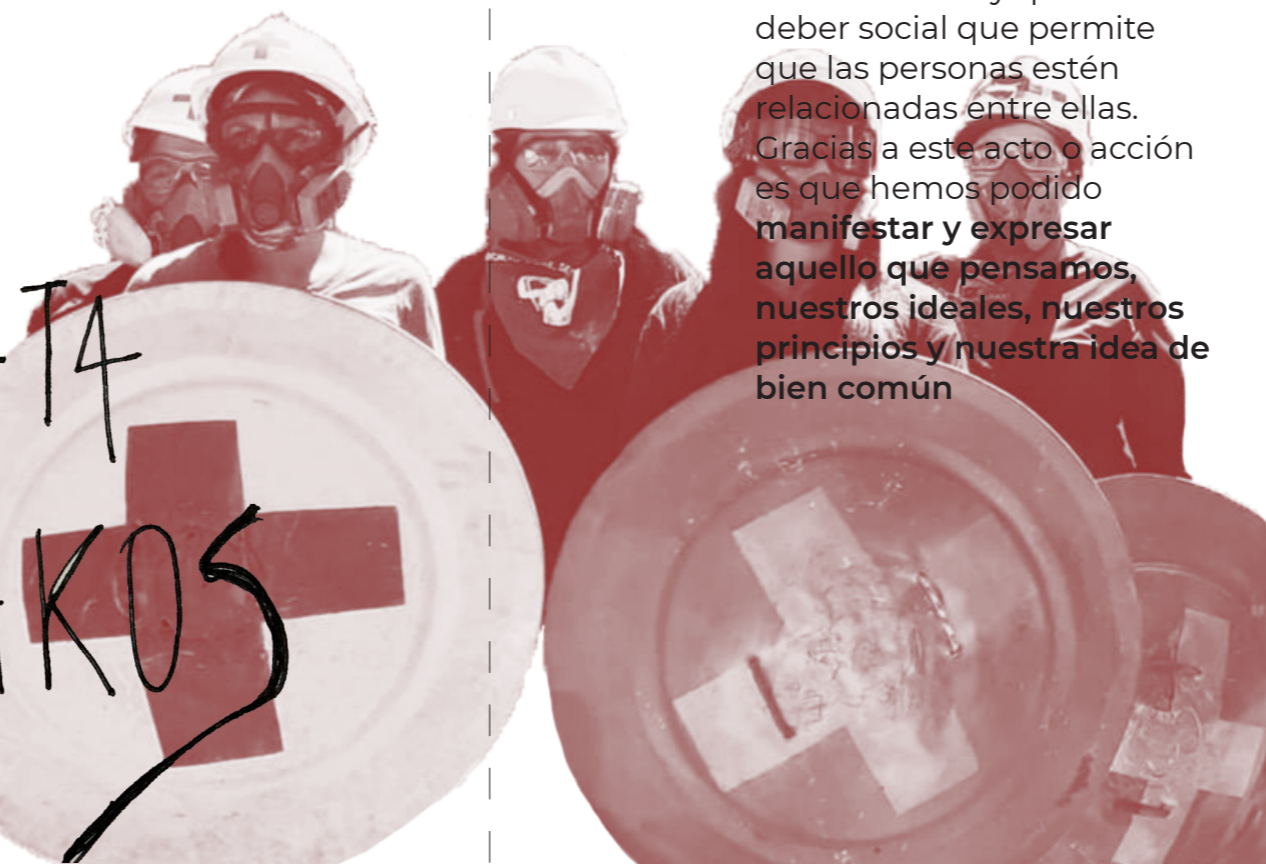 T4
KOS
deber social que permite
que las personas estén
relacionadas entre ellas.
Gracias a este acto o acción
es que hemos podido
manifestar y expresar
aquello que pensamos,
nuestros ideales, nuestros
principios y nuestra idea de
bien común